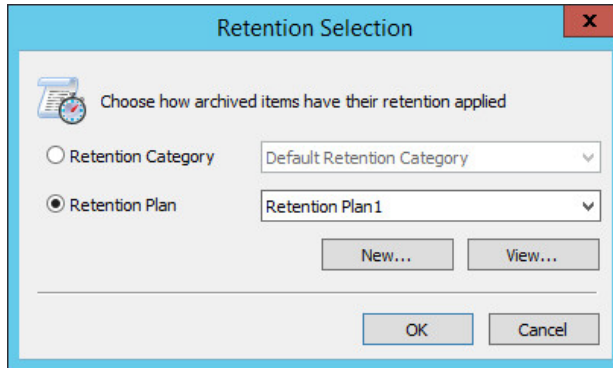 Retention Selection
x
Choose how archived items have their retention applied
Retention Category Default Retention Category
Retention Plan Retention Plan1
New... View...
OK Cancel